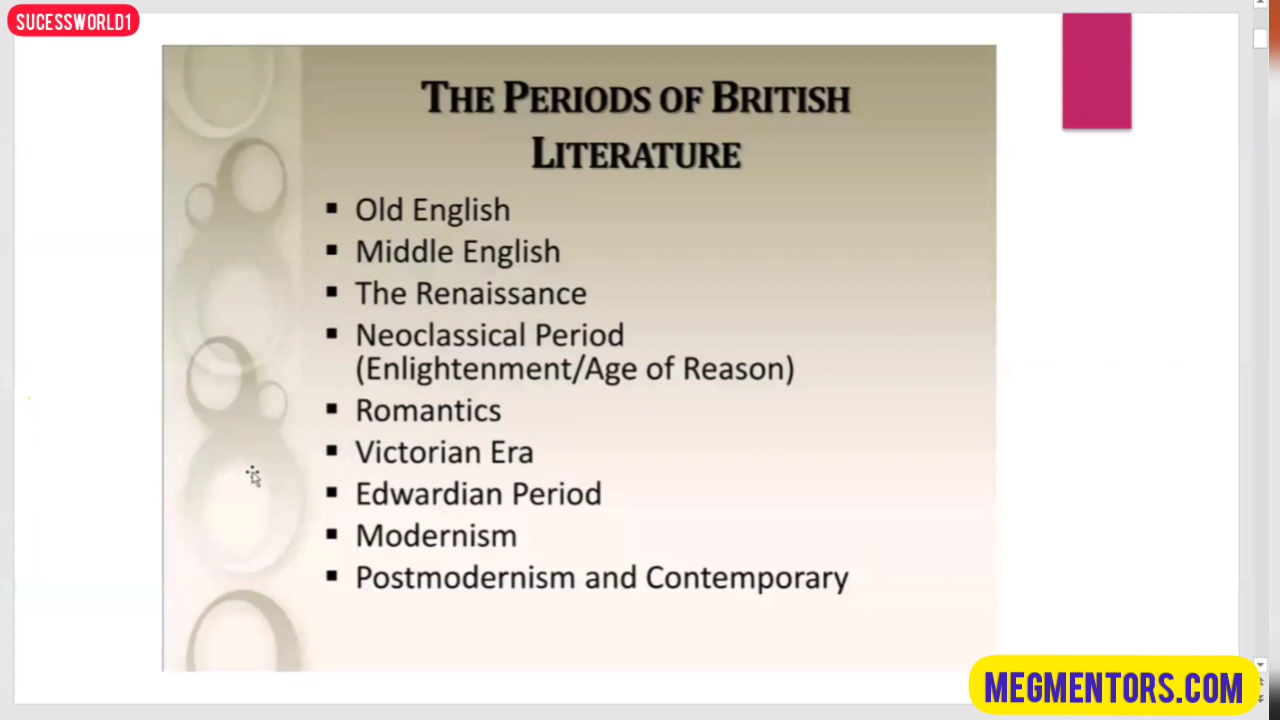 SUCESSWORLD1
THE PERIODS OF BRITISH
LITERATURE
▪ Old English
▪ Middle English
▪ The Renaissance
▪ Neoclassical Period
(Enlightenment/Age of Reason)
▪ Romantics
▪ Victorian Era
▪ Edwardian Period
▪ Modernism
▪ Postmodernism and Contemporary
MEGMENTORS.COM